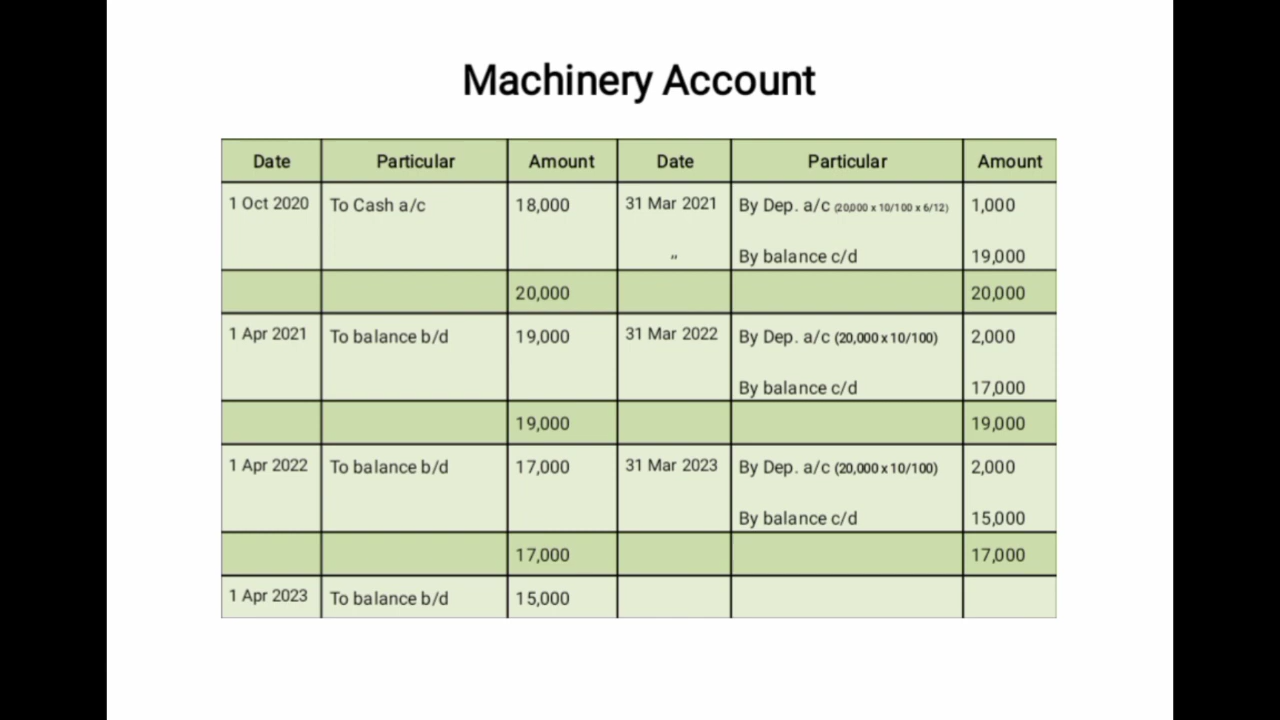 Machinery Account
Date Particular Amount Date Particular Amount
1 Oct 2020 To Cash a/c 18,000 31 Mar 2021 By Dep. a/c (20,000 x 10/100 x 6/12) 1,000
" By balance c/d 19,000
20,000 20,000
1 Apr 2021 To balance b/d 19,000 31 Mar 2022 By Dep. a/c (20,000 x 10/100) 2,000
By balance c/d 17,000
19,000 19,000
1 Apr 2022 To balance b/d 17,000 31 Mar 2023 By Dep. a/c (20,000 x 10/100) 2,000
By balance c/d 15,000
17,000 17,000
1 Apr 2023 To balance b/d 15,000